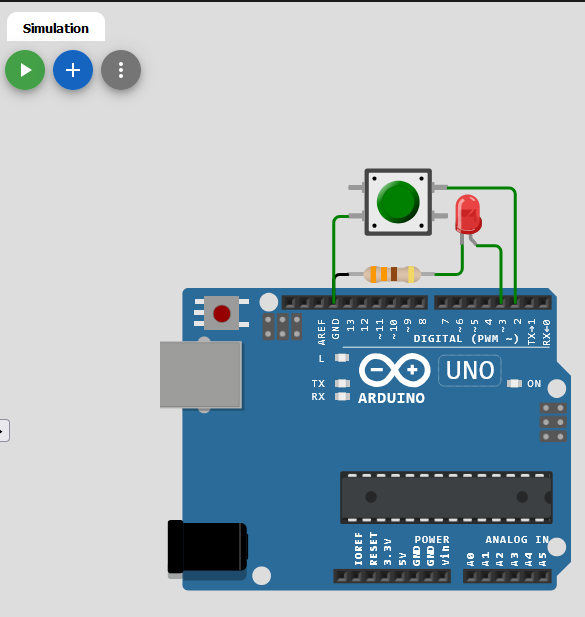 Simulation
AREF
GND
13
12
~11
~10
~9
8
7
~6
~5
4
~3
2
TX→1
RX←0
DIGITAL (PWM ~)
L
TX
RX
UNO
ON
ARDUINO
POWER
ANALOG IN
IOREF
RESET
3.3V
5V
GND
GND
Vin
A0
A1
A2
A3
A4
A5